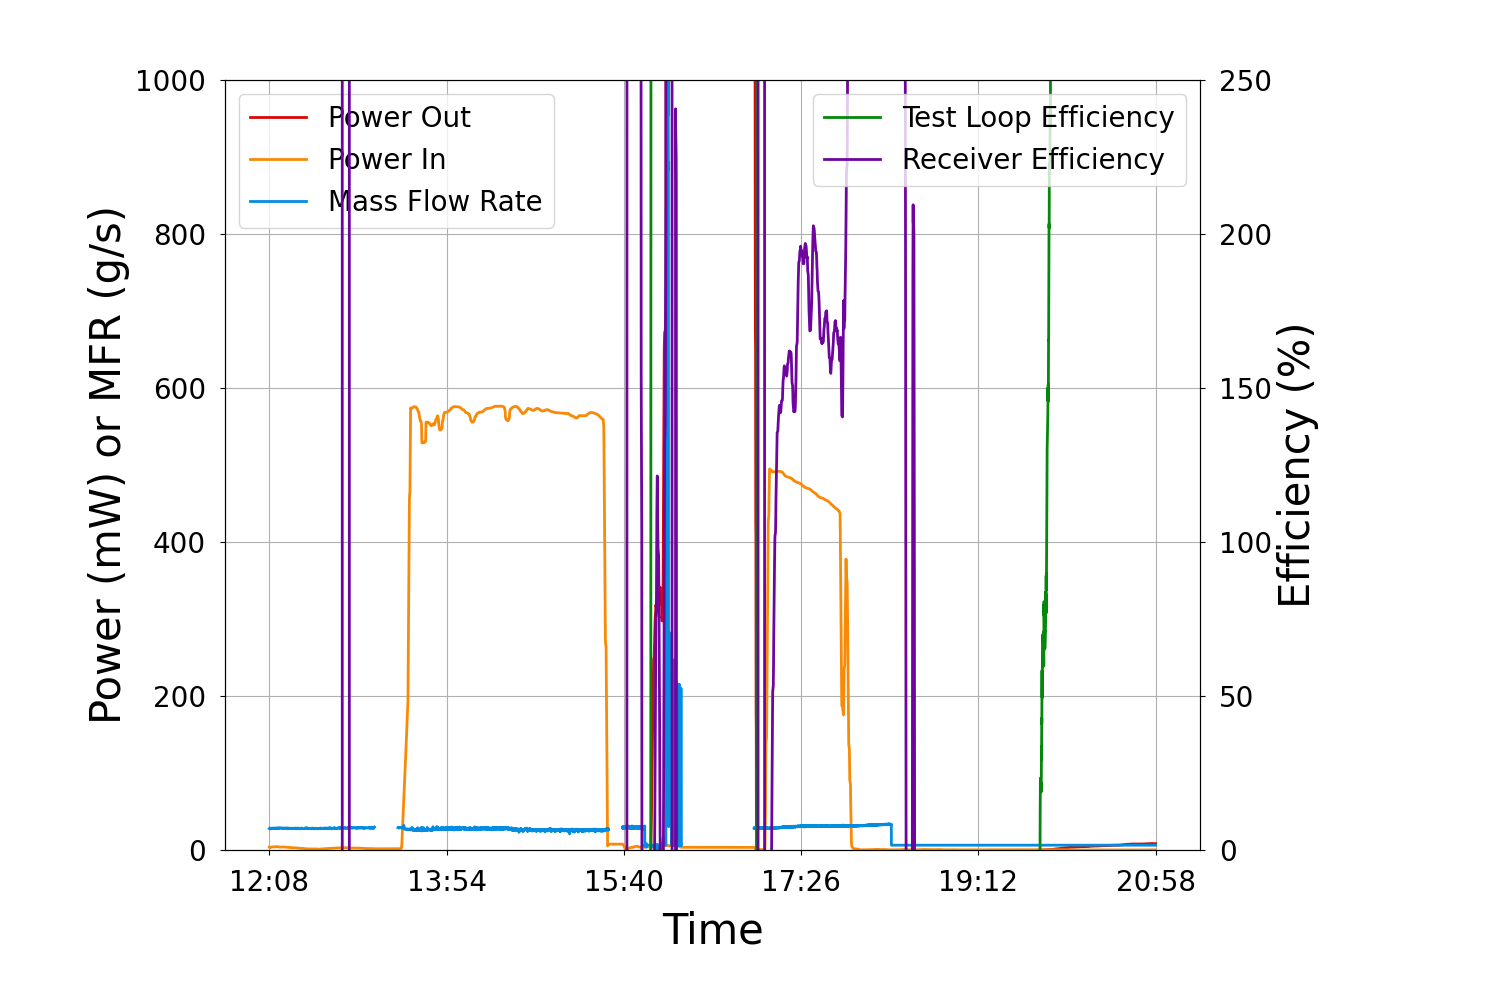 1000
800
600
400
200
0
Power (mW) or MFR (g/s)
Power Out
Power In
Mass Flow Rate
Test Loop Efficiency
Receiver Efficiency
250
200
150
100
50
0
Efficiency (%)
12:08 13:54 15:40 17:26 19:12 20:58
Time